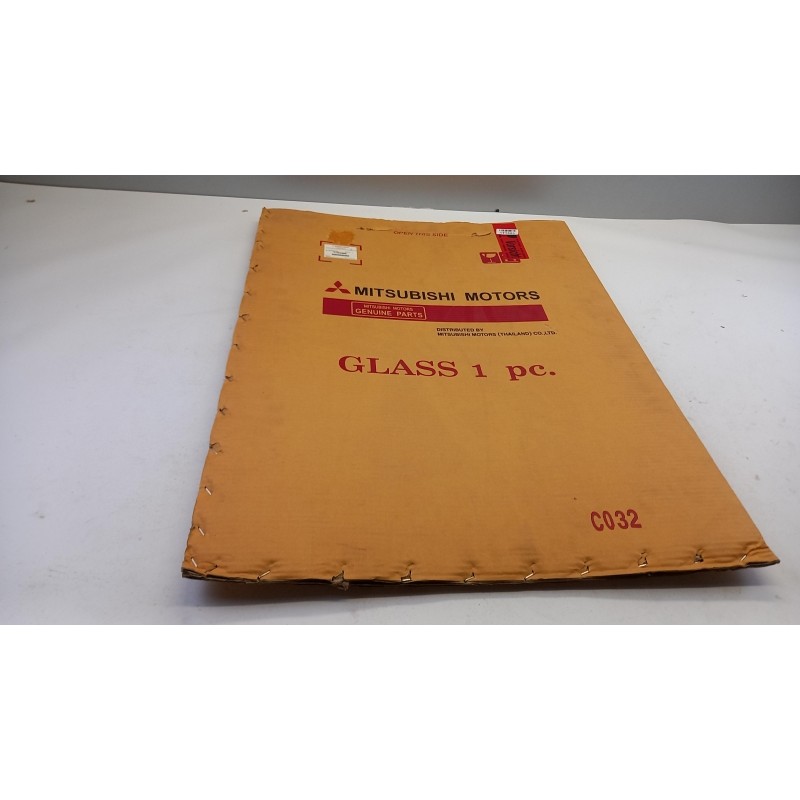 OPEN THIS SIDE
MITSUBISHI MOTORS
MITSUBISHI MOTORS
GENUINE PARTS
DISTRIBUTED BY
MITSUBISHI MOTORS (THAILAND) CO.,LTD.
GLASS 1 pc.
C032